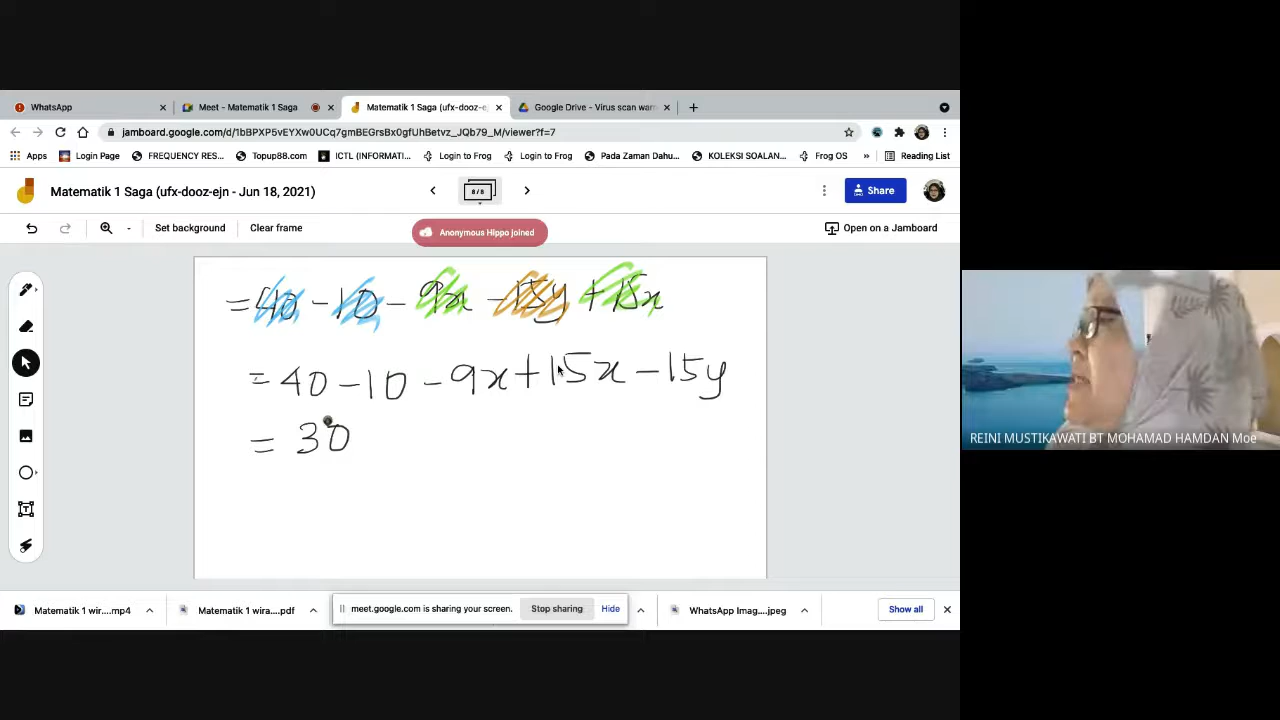 WhatsApp
Meet - Matematik 1 Saga
Matematik 1 Saga (ufx-dooz-e
Google Drive - Virus scan warn
jamboard.google.com/d/1bBPXP5vEYXw0UCq7gmBEGrsBx0gfUhBetvz_JQb79_M/viewer?f=7
Apps
Login Page
FREQUENCY RES...
Topup88.com
ICTL (INFORMATI...
Login to Frog
Login to Frog
Pada Zaman Dahu...
KOLEKSI SOALAN...
Frog OS
»
Reading List
Matematik 1 Saga (ufx-dooz-ejn - Jun 18, 2021)
8/8
Share
Set background
Clear frame
Anonymous Hippo joined
Open on a Jamboard
= 40 - 10 - 9x - 15y + 15x
= 40 - 10 - 9x + 15x - 15y
= 30
REINI MUSTIKAWATI BT MOHAMAD HAMDAN Moe
Matematik 1 wir....mp4
Matematik 1 wira....pdf
meet.google.com is sharing your screen.
Stop sharing
Hide
WhatsApp Imag....jpeg
Show all